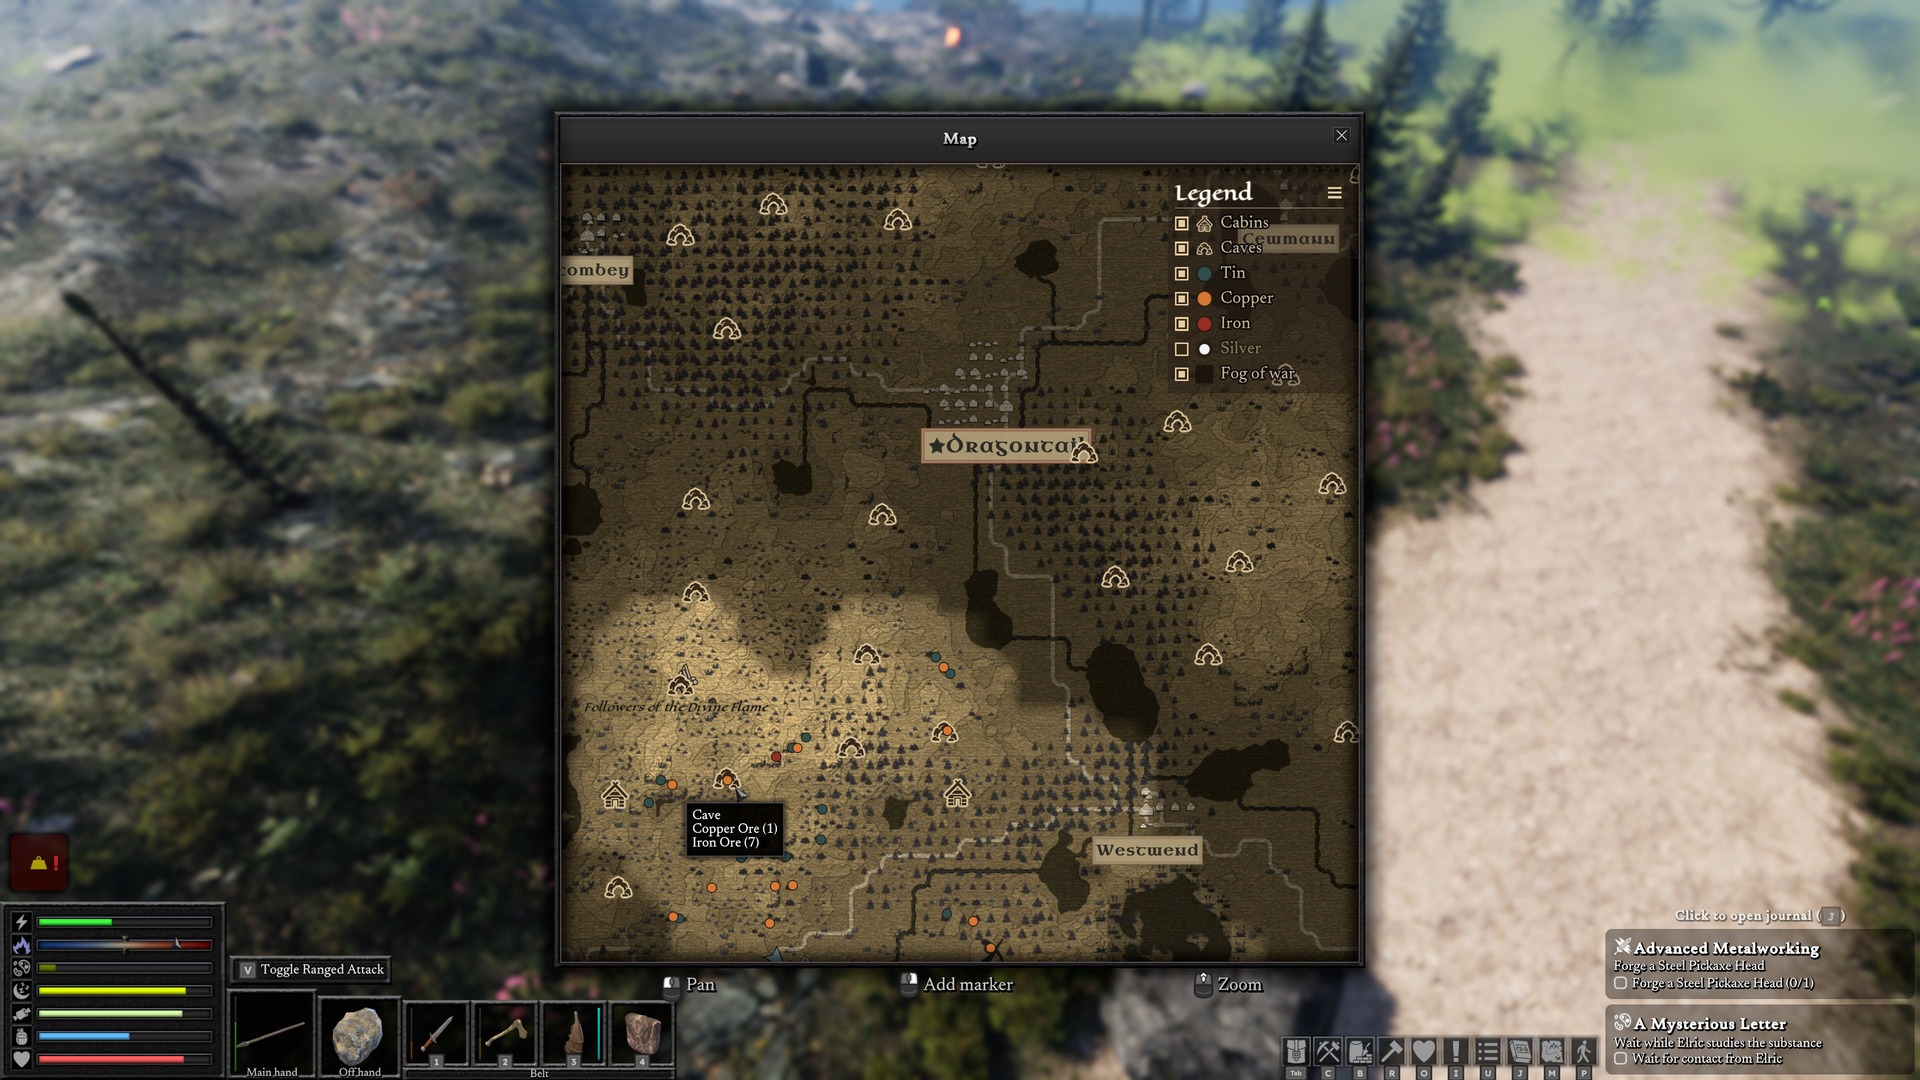 Map
Legend
Cabins
Caves
Tin
Copper
Iron
Silver
Fog of war
Cewmann
combey
★Dragontail
Followers of the Divine Flame
Cave
Copper Ore (1)
Iron Ore (7)
Westwend
Pan
Add marker
Zoom
V Toggle Ranged Attack
Main hand
Off hand
1
2
3
4
Belt
Click to open journal ( J )
Advanced Metalworking
Forge a Steel Pickaxe Head
Forge a Steel Pickaxe Head (0/1)
A Mysterious Letter
Wait while Elric studies the substance
Wait for contact from Elric
Tab C B R O I U J M P